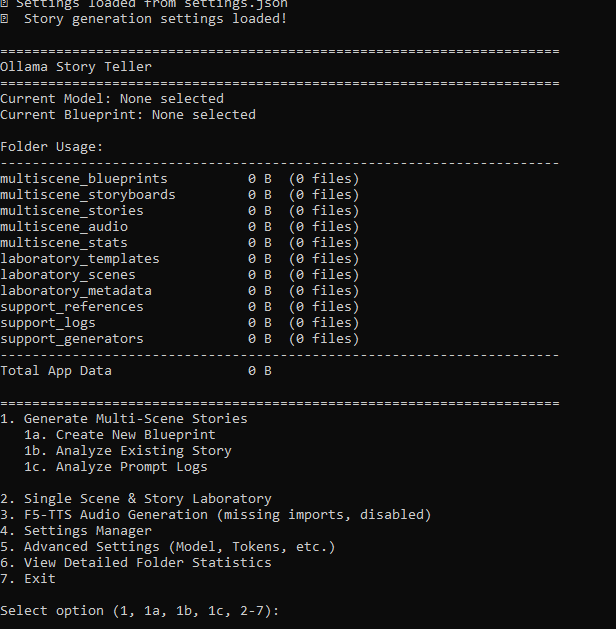 Settings loaded from settings.json
Story generation settings loaded!
======================================================================
Ollama Story Teller
======================================================================
Current Model: None selected
Current Blueprint: None selected
Folder Usage:
----------------------------------------------------------------------
multiscene_blueprints          0 B  (0 files)
multiscene_storyboards         0 B  (0 files)
multiscene_stories             0 B  (0 files)
multiscene_audio               0 B  (0 files)
multiscene_stats               0 B  (0 files)
laboratory_templates           0 B  (0 files)
laboratory_scenes              0 B  (0 files)
laboratory_metadata            0 B  (0 files)
support_references             0 B  (0 files)
support_logs                   0 B  (0 files)
support_generators             0 B  (0 files)
----------------------------------------------------------------------
Total App Data                 0 B
======================================================================
1. Generate Multi-Scene Stories
   1a. Create New Blueprint
   1b. Analyze Existing Story
   1c. Analyze Prompt Logs
2. Single Scene & Story Laboratory
3. F5-TTS Audio Generation (missing imports, disabled)
4. Settings Manager
5. Advanced Settings (Model, Tokens, etc.)
6. View Detailed Folder Statistics
7. Exit
Select option (1, 1a, 1b, 1c, 2-7):